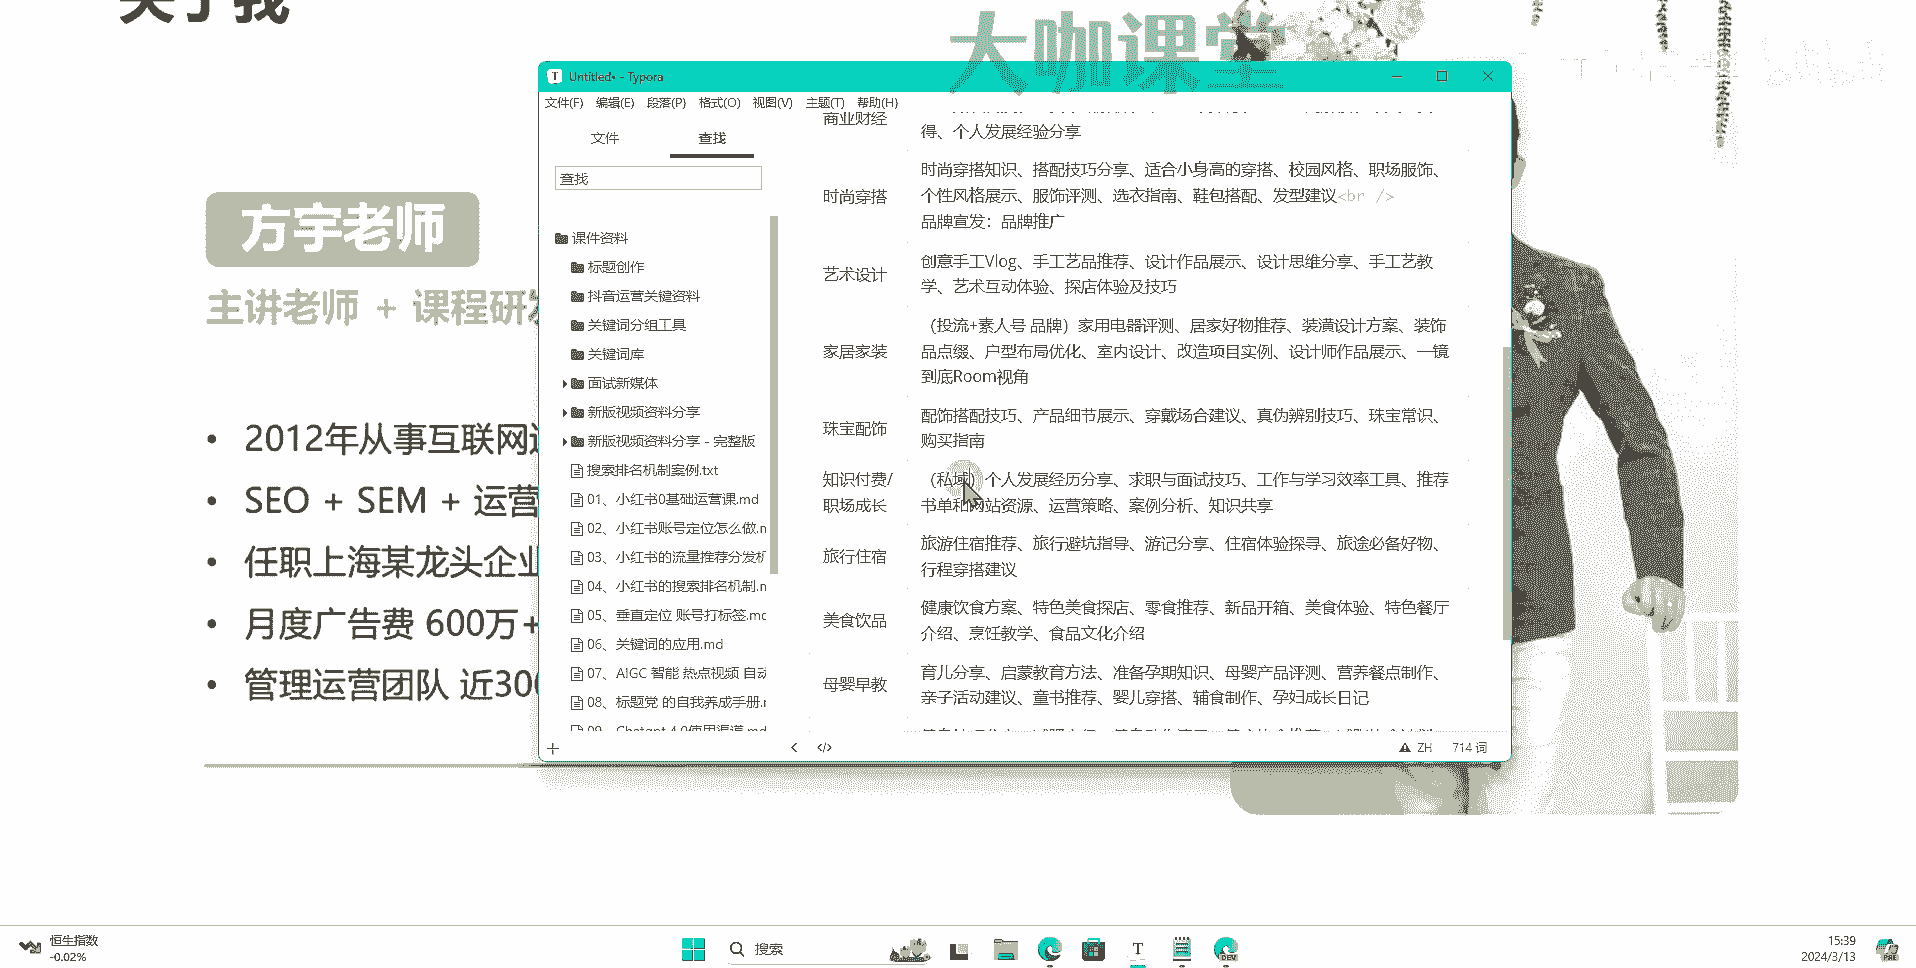 关于我
大咖课堂
方宇老师
主讲老师 + 课程研发
• 2012年从事互联网
• SEO + SEM + 运营
• 任职上海某龙头企业
• 月度广告费 600万+
• 管理运营团队 近300
Untitled• - Typora
文件(F) 编辑(E) 段落(P) 格式(O) 视图(V) 主题(T) 帮助(H)
文件 查找
查找
课件资料
标题创作
抖音运营关键资料
关键词分组工具
关键词库
面试新媒体
新版视频资料分享
新版视频资料分享 - 完整版
搜索排名机制案例.txt
01、小红书0基础运营课.md
02、小红书账号定位怎么做.m
03、小红书的流量推荐分发机
04、小红书的搜索排名机制.m
05、垂直定位 账号打标签.md
06、关键词的应用.md
07、AIGC 智能 热点视频 自动
08、标题党 的自我养成手册.m
09、Chatgpt 4.0使用渠道.md
商业财经
得、个人发展经验分享
时尚穿搭
时尚穿搭知识、搭配技巧分享、适合小身高的穿搭、校园风格、职场服饰、
个性风格展示、服饰评测、选衣指南、鞋包搭配、发型建议<br />
品牌宣发：品牌推广
艺术设计
创意手工Vlog、手工艺品推荐、设计作品展示、设计思维分享、手工艺教
学、艺术互动体验、探店体验及技巧
家居家装
（投流+素人号 品牌）家用电器评测、居家好物推荐、装潢设计方案、装饰
品点缀、户型布局优化、室内设计、改造项目实例、设计师作品展示、一镜
到底Room视角
珠宝配饰
配饰搭配技巧、产品细节展示、穿戴场合建议、真伪辨别技巧、珠宝常识、
购买指南
知识付费/
职场成长
（私域）个人发展经历分享、求职与面试技巧、工作与学习效率工具、推荐
书单和网站资源、运营策略、案例分析、知识共享
旅行住宿
旅游住宿推荐、旅行避坑指导、游记分享、住宿体验探寻、旅途必备好物、
行程穿搭建议
美食饮品
健康饮食方案、特色美食探店、零食推荐、新品开箱、美食体验、特色餐厅
介绍、烹饪教学、食品文化介绍
母婴早教
育儿分享、启蒙教育方法、准备孕期知识、母婴产品评测、营养餐点制作、
亲子活动建议、童书推荐、婴儿穿搭、辅食制作、孕妇成长日记
ZH 714 词
恒生指数
-0.02%
搜索
15:39
2024/3/13